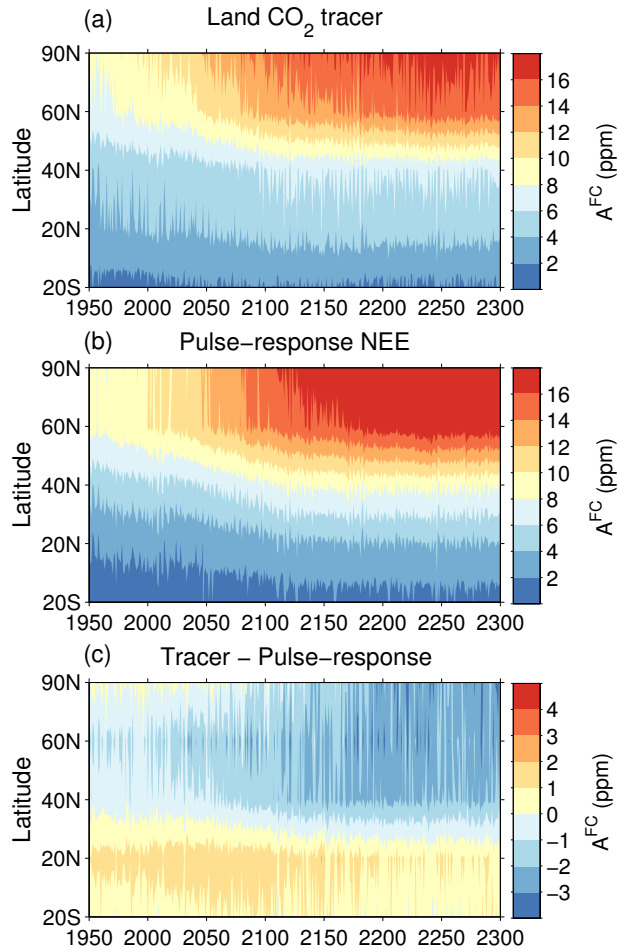 (a) Land CO2 tracer
90N
60N
40N
20N
20S
Latitude
1950 2000 2050 2100 2150 2200 2250 2300
16
14
12
10
8
6
4
2
A^FC (ppm)
(b) Pulse−response NEE
90N
60N
40N
20N
20S
Latitude
1950 2000 2050 2100 2150 2200 2250 2300
16
14
12
10
8
6
4
2
A^FC (ppm)
(c) Tracer − Pulse−response
90N
60N
40N
20N
20S
Latitude
1950 2000 2050 2100 2150 2200 2250 2300
4
3
2
1
0
−1
−2
−3
A^FC (ppm)